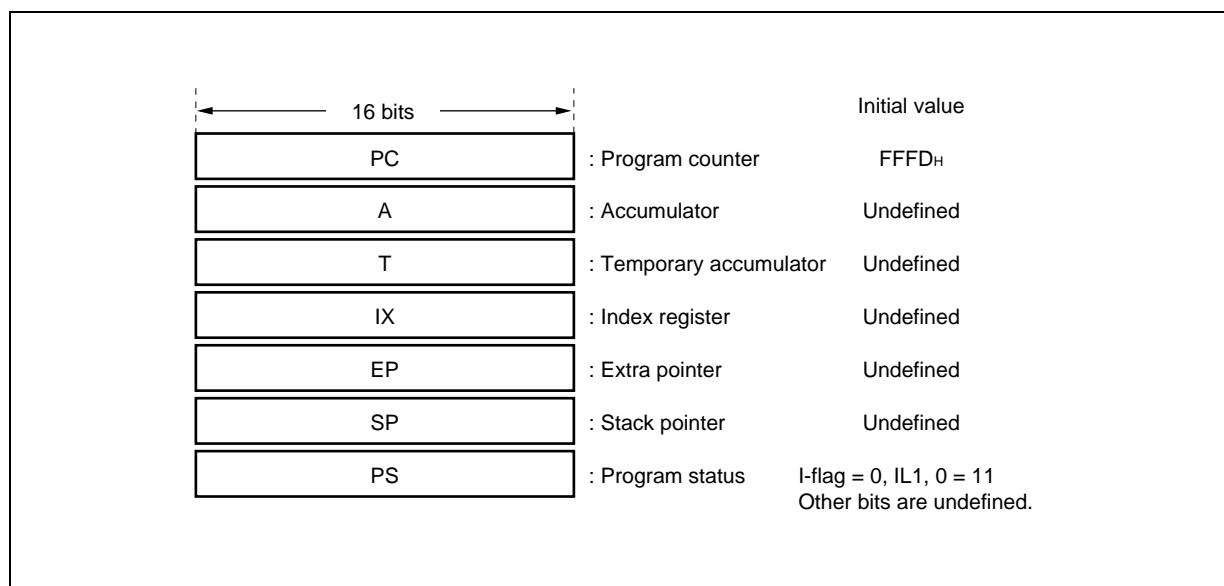 16 bits Initial value
PC : Program counter FFFDH
A : Accumulator Undefined
T : Temporary accumulator Undefined
IX : Index register Undefined
EP : Extra pointer Undefined
SP : Stack pointer Undefined
PS : Program status I-flag = 0, IL1, 0 = 11
Other bits are undefined.